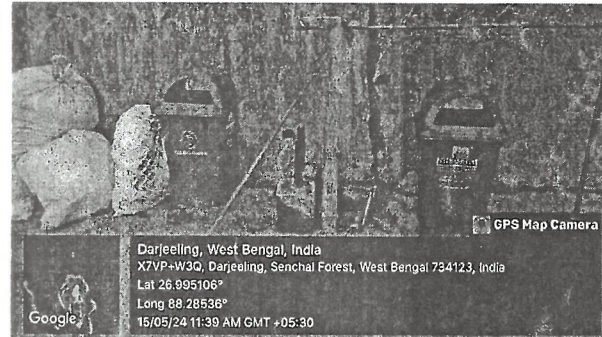 GPS Map Camera
Darjeeling, West Bengal, India
X7VP+W3Q, Darjeeling, Senchal Forest, West Bengal 734123, India
Lat 26.995106°
Long 88.28536°
15/05/24 11:39 AM GMT +05:30
Google